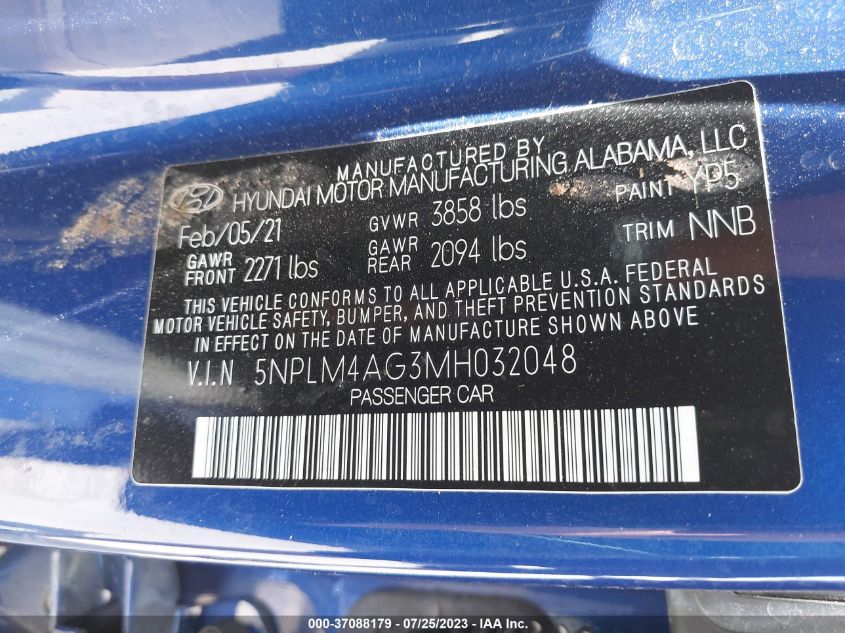 MANUFACTURED BY
HYUNDAI MOTOR MANUFACTURING ALABAMA, LLC
Feb/05/21 GVWR 3858 lbs PAINT YP5
GAWR FRONT 2271 lbs GAWR REAR 2094 lbs TRIM NNB
THIS VEHICLE CONFORMS TO ALL APPLICABLE U.S.A. FEDERAL
MOTOR VEHICLE SAFETY, BUMPER, AND THEFT PREVENTION STANDARDS
IN EFFECT ON THE DATE OF MANUFACTURE SHOWN ABOVE
V.I.N 5NPLM4AG3MH032048
PASSENGER CAR
000-37088179 - 07/25/2023 - IAA Inc.